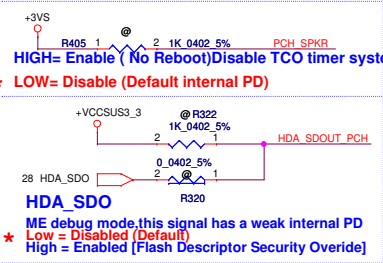 +3VS
@
R405 1 2 1K_0402_5% PCH_SPKR
HIGH= Enable ( No Reboot)Disable TCO timer syste
* LOW= Disable (Default internal PD)
+VCCSUS3_3
@ R322
1K_0402_5%
2 1 HDA_SDOUT_PCH
0_0402_5%
28 HDA_SDO 2 @ 1
R320
HDA_SDO
ME debug mode,this signal has a weak internal PD
* Low = Disabled (Default)
High = Enabled [Flash Descriptor Security Overide]